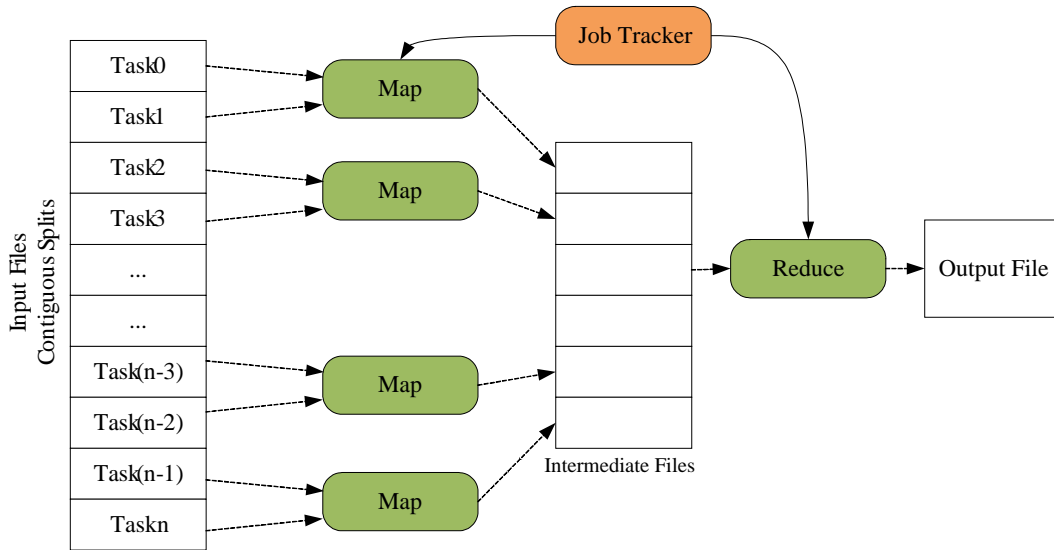 Job Tracker
Input Files
Contiguous Splits
Task0
Task1
Task2
Task3
...
...
Task(n-3)
Task(n-2)
Task(n-1)
Taskn
Map
Map
Map
Map
Intermediate Files
Reduce
Output File